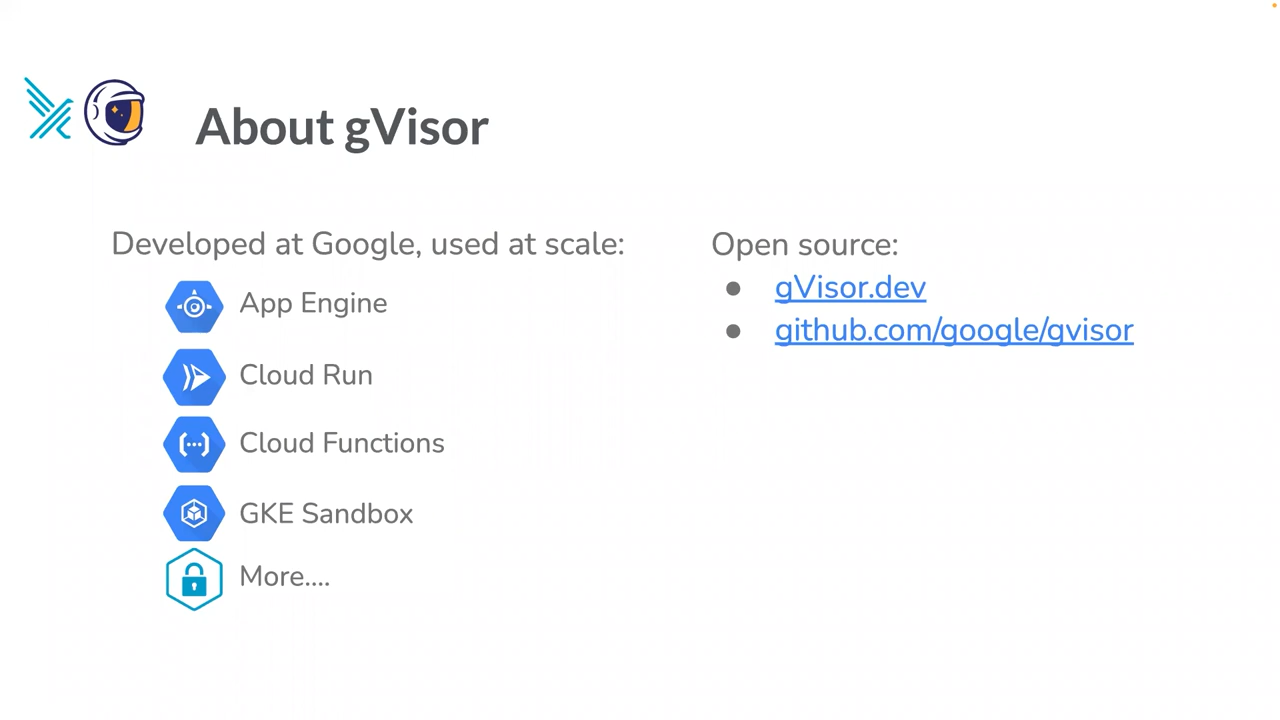 About gVisor
Developed at Google, used at scale:
App Engine
Cloud Run
Cloud Functions
GKE Sandbox
More....
Open source:
● gVisor.dev
● github.com/google/gvisor